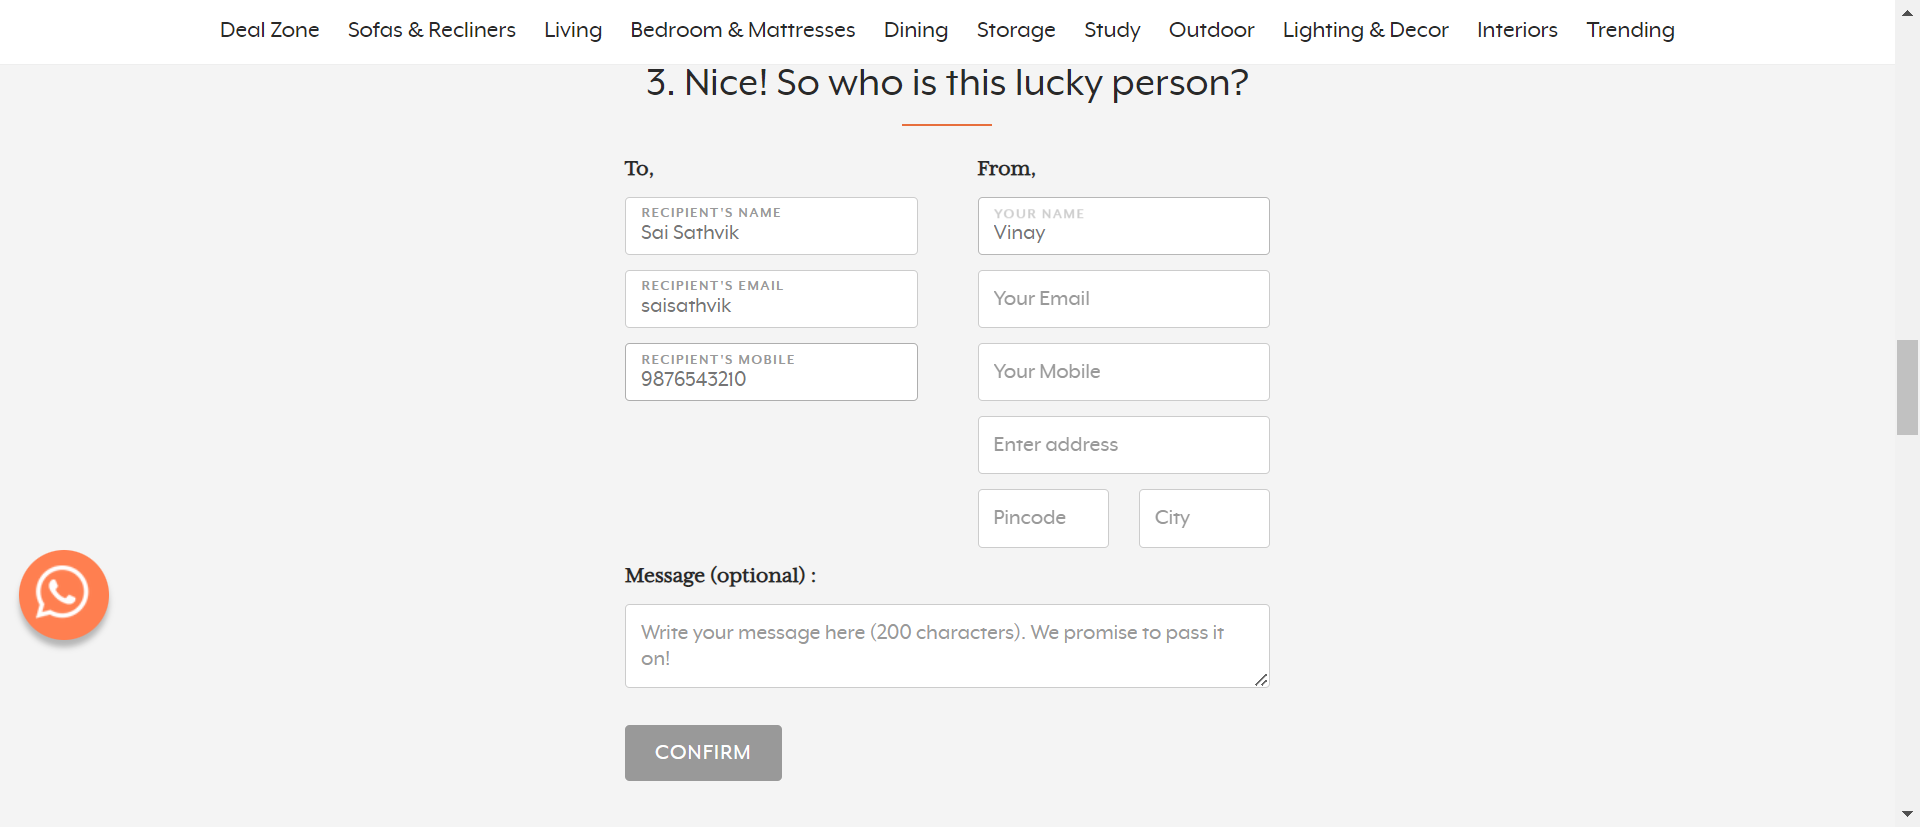 Deal Zone Sofas & Recliners Living Bedroom & Mattresses Dining Storage Study Outdoor Lighting & Decor Interiors Trending
3. Nice! So who is this lucky person?
To,
RECIPIENT'S NAME
Sai Sathvik
RECIPIENT'S EMAIL
saisathvik
RECIPIENT'S MOBILE
9876543210
From,
YOUR NAME
Vinay
Your Email
Your Mobile
Enter address
Pincode City
Message (optional) :
Write your message here (200 characters). We promise to pass it
on!
CONFIRM